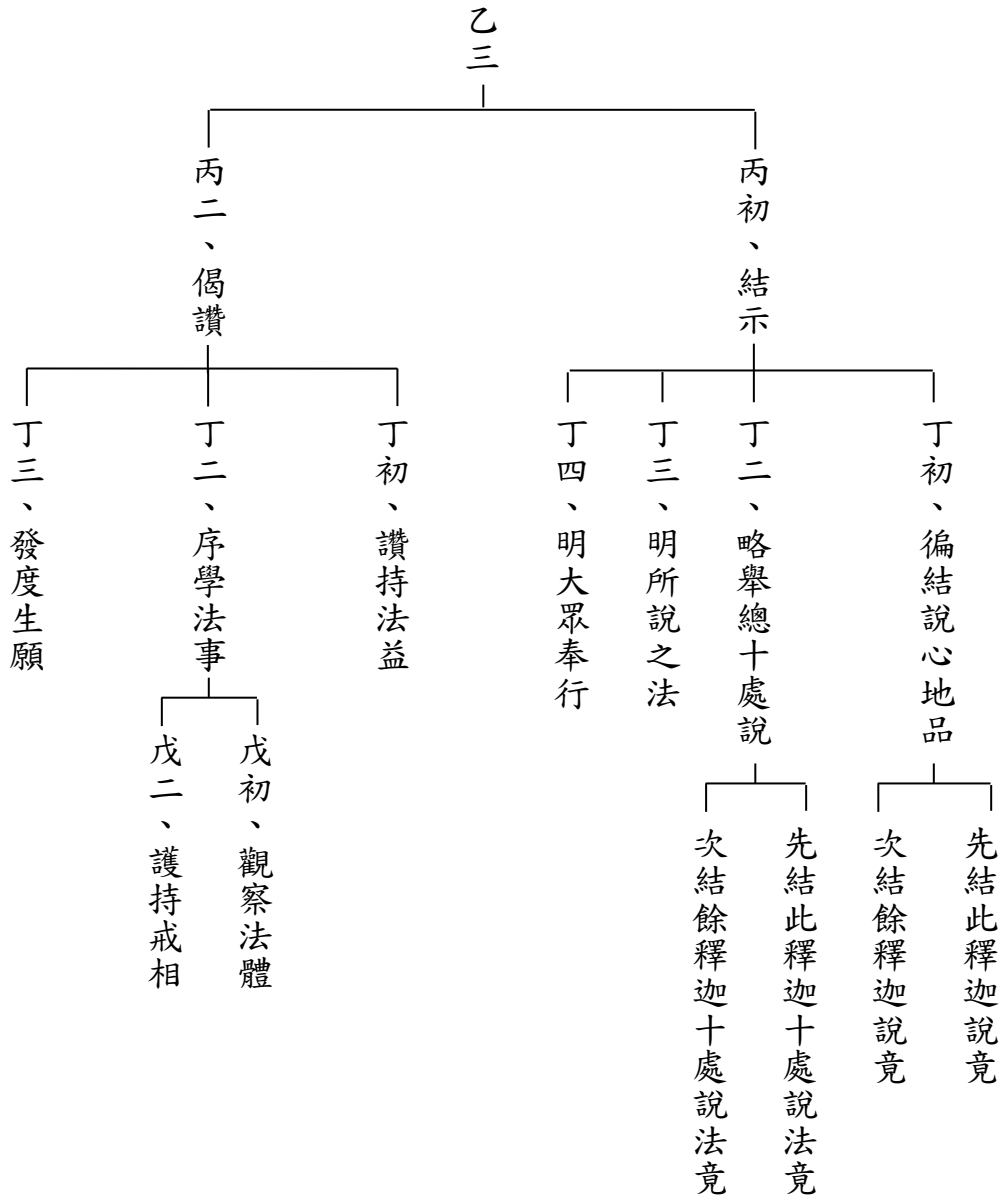 乙三
丙初、結示
丁初、徧結說心地品
先結此釋迦說竟
次結餘釋迦說竟
丁二、略舉總十處說
先結此釋迦十處說法竟
次結餘釋迦十處說法竟
丁三、明所說之法
丁四、明大眾奉行
丙二、偈讚
丁初、讚持法益
丁二、序學法事
戊初、觀察法體
戊二、護持戒相
丁三、發度生願